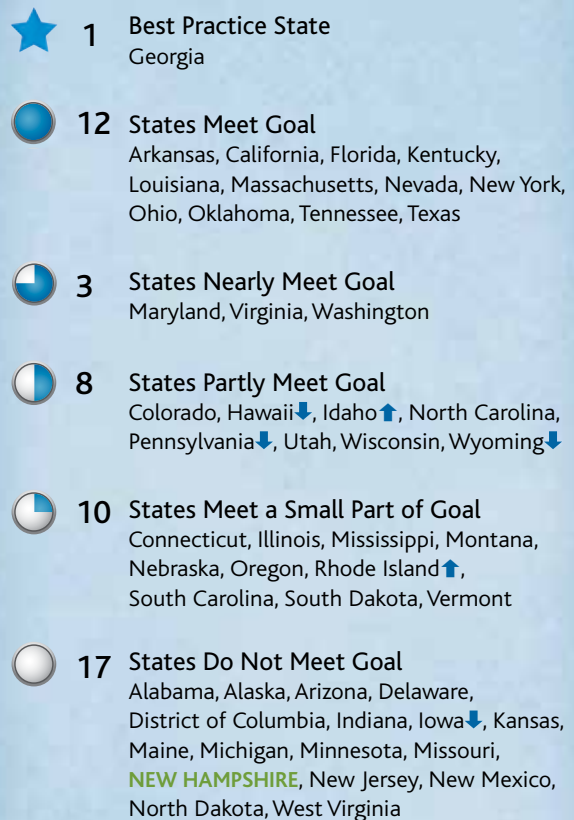 1 Best Practice State
Georgia
12 States Meet Goal
Arkansas, California, Florida, Kentucky,
Louisiana, Massachusetts, Nevada, New York,
Ohio, Oklahoma, Tennessee, Texas
3 States Nearly Meet Goal
Maryland, Virginia, Washington
8 States Partly Meet Goal
Colorado, Hawaii⬇, Idaho⬆, North Carolina,
Pennsylvania⬇, Utah, Wisconsin, Wyoming⬇
10 States Meet a Small Part of Goal
Connecticut, Illinois, Mississippi, Montana,
Nebraska, Oregon, Rhode Island⬆,
South Carolina, South Dakota, Vermont
17 States Do Not Meet Goal
Alabama, Alaska, Arizona, Delaware,
District of Columbia, Indiana, Iowa⬇, Kansas,
Maine, Michigan, Minnesota, Missouri,
NEW HAMPSHIRE, New Jersey, New Mexico,
North Dakota, West Virginia